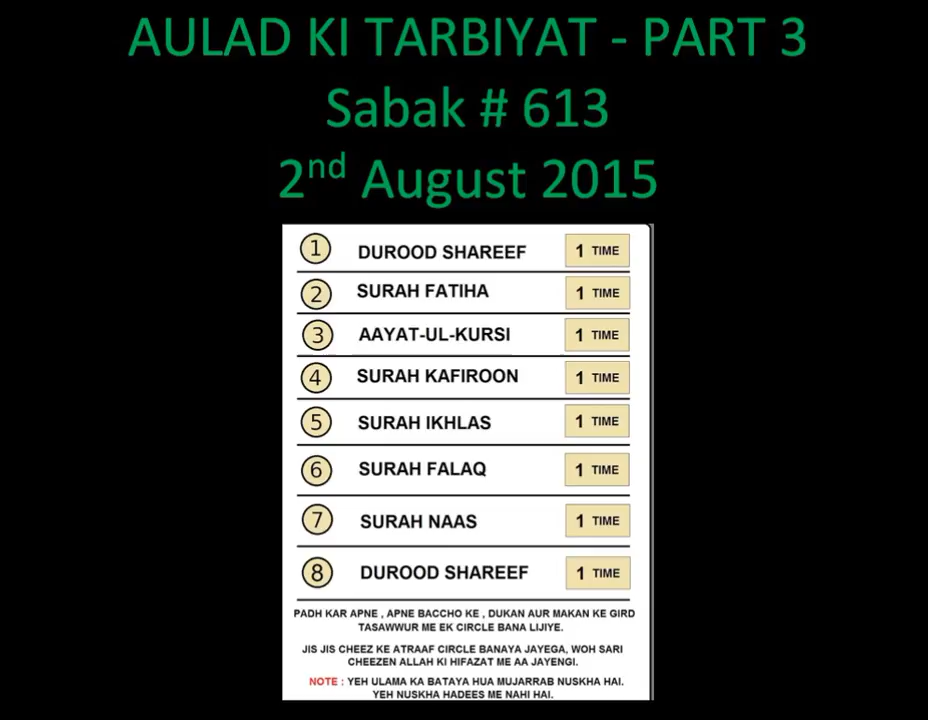 AULAD KI TARBIYAT - PART 3
Sabak # 613
2nd August 2015
1 DUROOD SHAREEF 1 TIME
2 SURAH FATIHA 1 TIME
3 AAYAT-UL-KURSI 1 TIME
4 SURAH KAFIROON 1 TIME
5 SURAH IKHLAS 1 TIME
6 SURAH FALAQ 1 TIME
7 SURAH NAAS 1 TIME
8 DUROOD SHAREEF 1 TIME
PADH KAR APNE , APNE BACCHO KE , DUKAN AUR MAKAN KE GIRD
TASAWWUR ME EK CIRCLE BANA LIJIYE.
JIS JIS CHEEZ KE ATRAAF CIRCLE BANAYA JAYEGA, WOH SARI
CHEEZEN ALLAH KI HIFAZAT ME AA JAYENGI.
NOTE : YEH ULAMA KA BATAYA HUA MUJARRAB NUSKHA HAI.
YEH NUSKHA HADEES ME NAHI HAI.